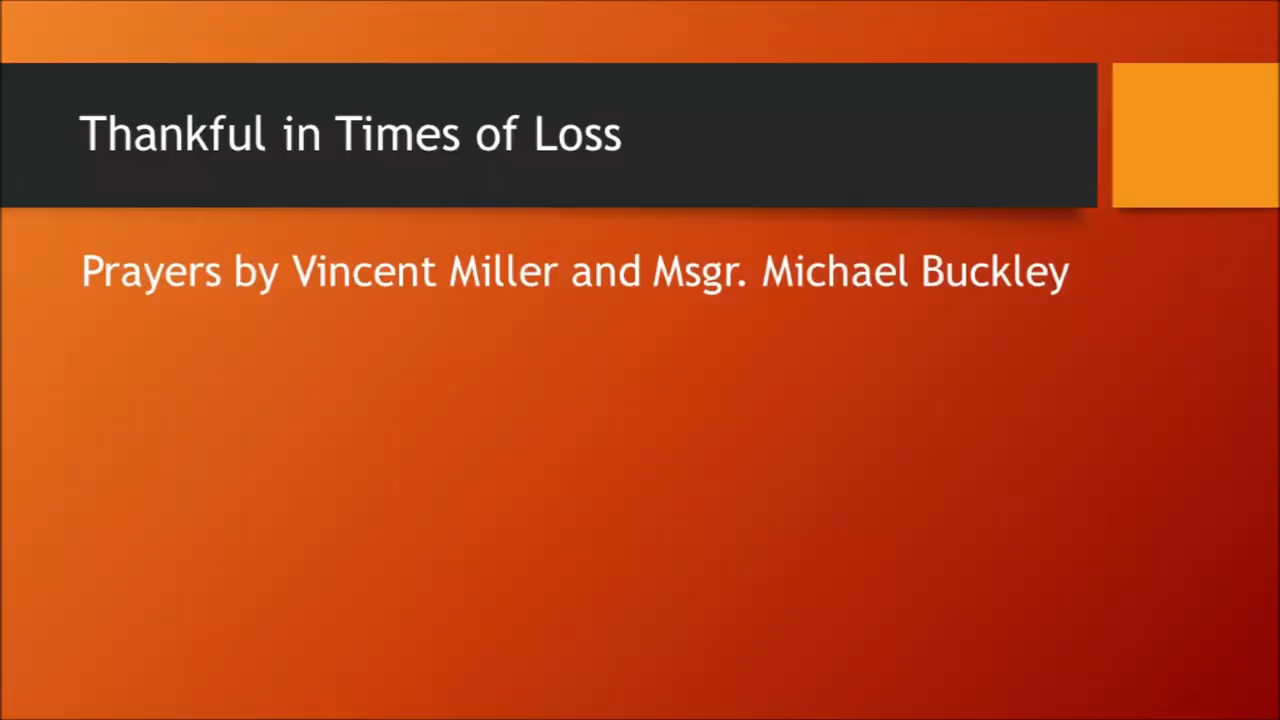 Thankful in Times of Loss
Prayers by Vincent Miller and Msgr. Michael Buckley